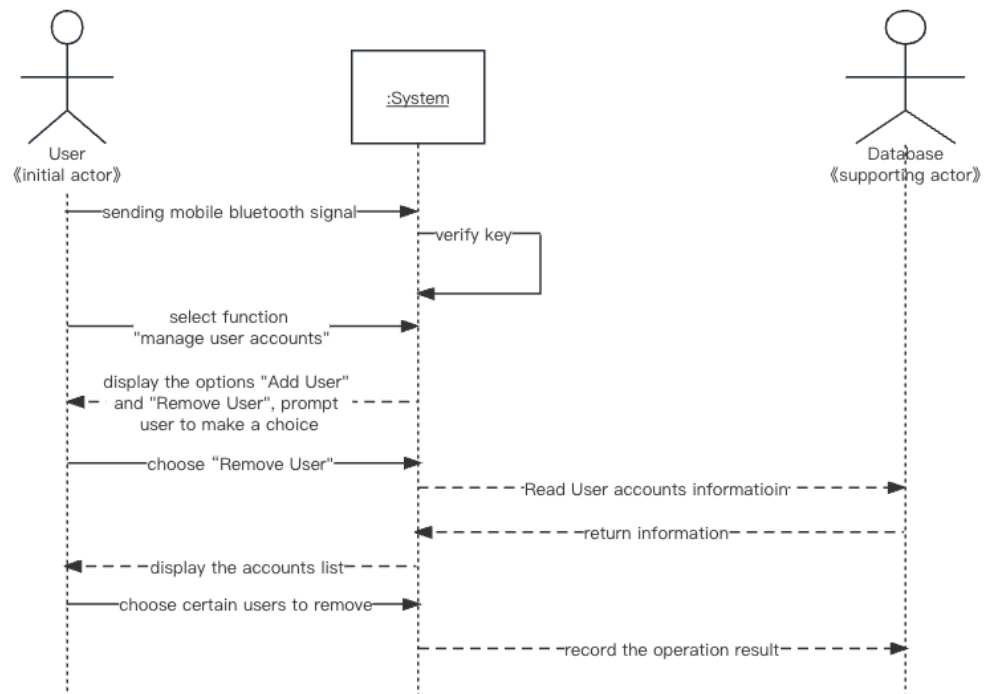 :System
User
《initial actor》
Database
《supporting actor》
sending mobile bluetooth signal
verify key
select function
"manage user accounts"
display the options "Add User"
and "Remove User", prompt
user to make a choice
choose “Remove User"
Read User accounts informatioin
return information
display the accounts list
choose certain users to remove
record the operation result